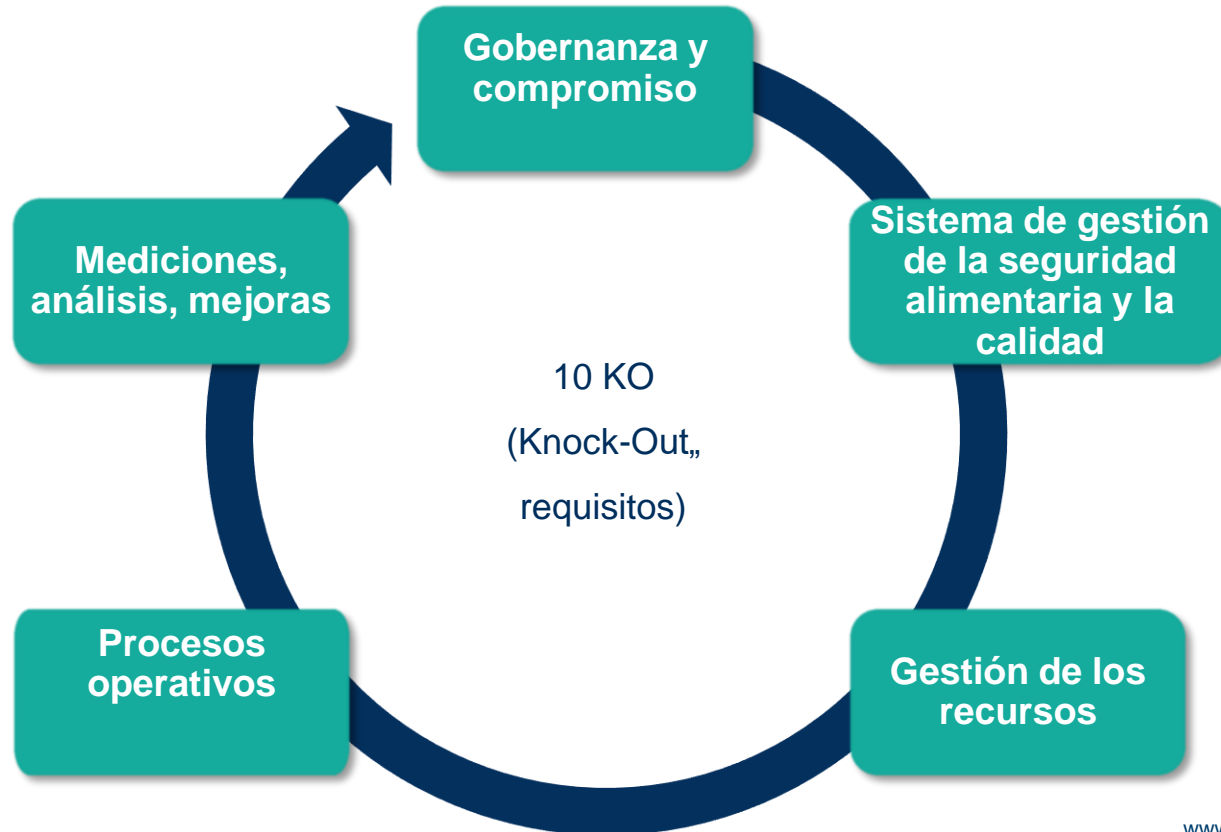 Gobernanza y
compromiso
Sistema de gestión
de la seguridad
alimentaria y la
calidad
Gestión de los
recursos
Procesos
operativos
Mediciones,
análisis, mejoras
10 KO
(Knock-Out„
requisitos)
www